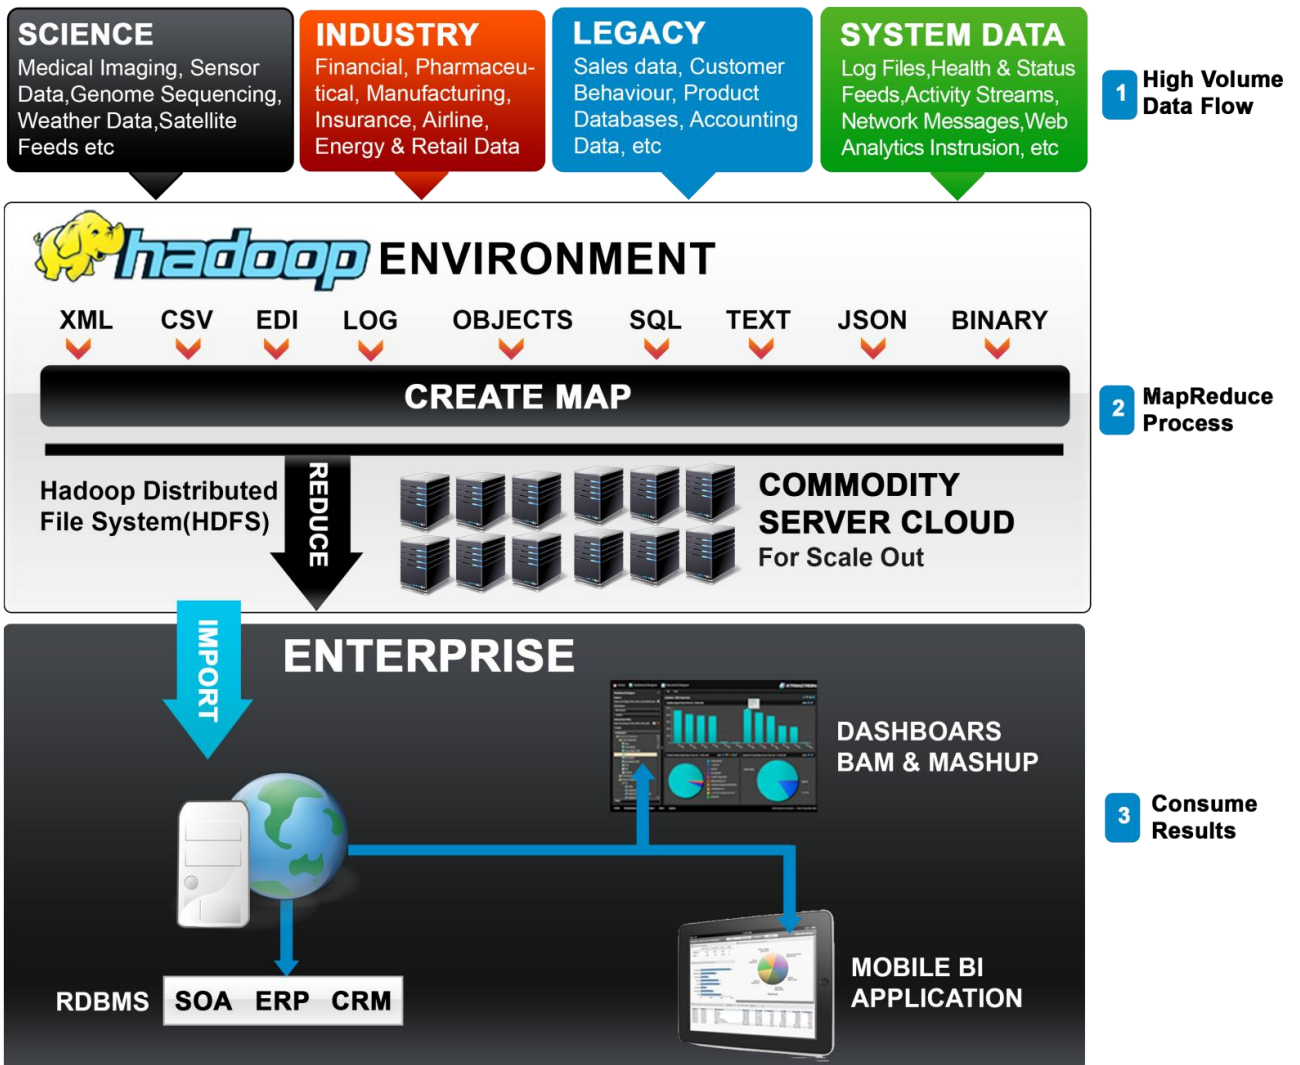 SCIENCE
Medical Imaging, Sensor
Data,Genome Sequencing,
Weather Data,Satellite
Feeds etc
INDUSTRY
Financial, Pharmaceu-
tical, Manufacturing,
Insurance, Airline,
Energy & Retail Data
LEGACY
Sales data, Customer
Behaviour, Product
Databases, Accounting
Data, etc
SYSTEM DATA
Log Files,Health & Status
Feeds,Activity Streams,
Network Messages,Web
Analytics Instrusion, etc
1 High Volume
Data Flow
hadoop ENVIRONMENT
XML CSV EDI LOG OBJECTS SQL TEXT JSON BINARY
CREATE MAP
2 MapReduce
Process
Hadoop Distributed
File System(HDFS)
REDUCE
COMMODITY
SERVER CLOUD
For Scale Out
IMPORT
ENTERPRISE
DASHBOARS
BAM & MASHUP
3 Consume
Results
RDBMS SOA ERP CRM
MOBILE BI
APPLICATION